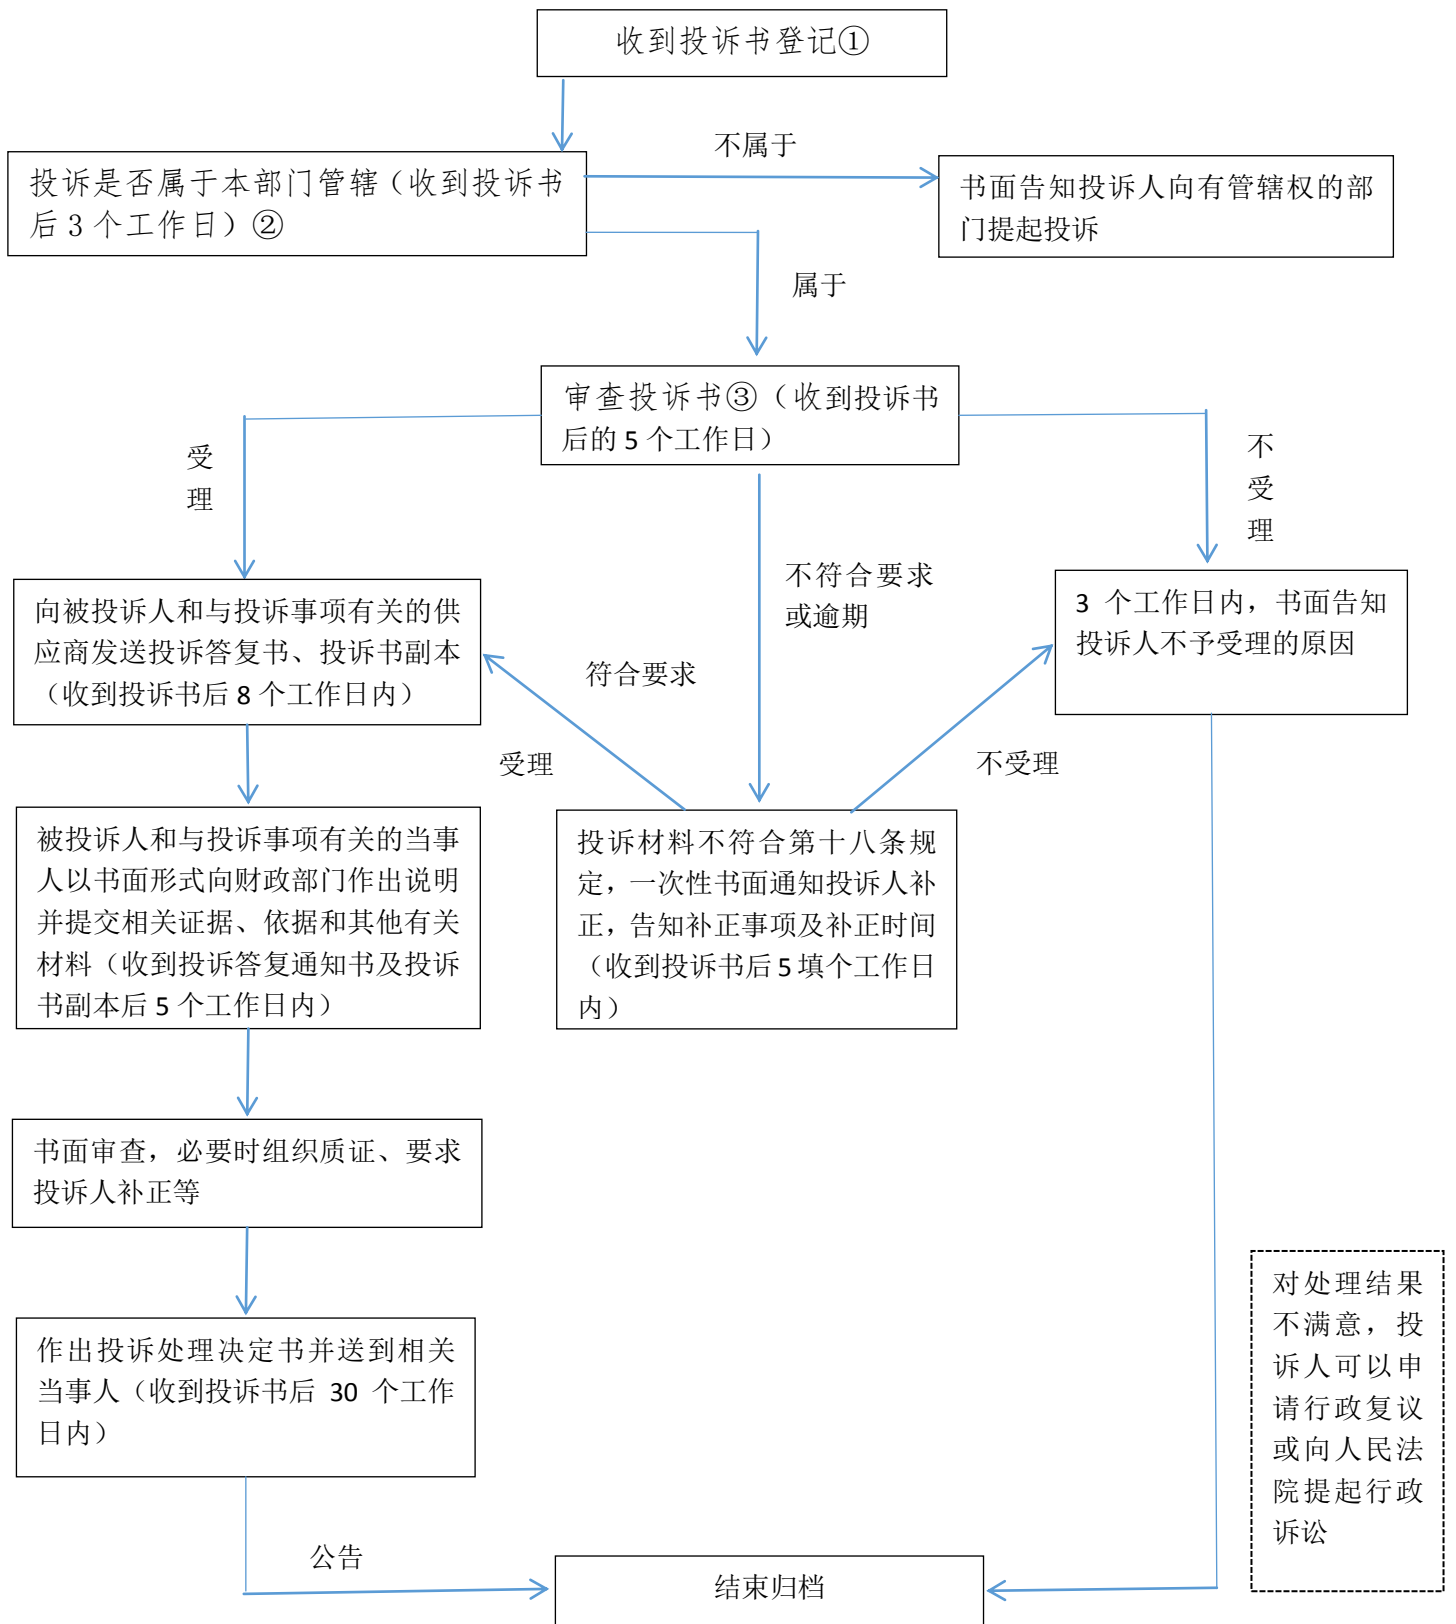 收到投诉书登记①
不属于
投诉是否属于本部门管辖（收到投诉书
后 3 个工作日）②
书面告知投诉人向有管辖权的部
门提起投诉
属于
审查投诉书③（收到投诉书
后的 5 个工作日）
受
理
不
受
理
不符合要求
或逾期
向被投诉人和与投诉事项有关的供
应商发送投诉答复书、投诉书副本
（收到投诉书后 8 个工作日内）
3 个工作日内，书面告知
投诉人不予受理的原因
符合要求
受理
不受理
被投诉人和与投诉事项有关的当事
人以书面形式向财政部门作出说明
并提交相关证据、依据和其他有关
材料（收到投诉答复通知书及投诉
书副本后 5 个工作日内）
投诉材料不符合第十八条规
定，一次性书面通知投诉人补
正，告知补正事项及补正时间
（收到投诉书后 5 填个工作日
内）
书面审查，必要时组织质证、要求
投诉人补正等
作出投诉处理决定书并送到相关
当事人（收到投诉书后 30 个工作
日内）
对处理结果
不满意，投
诉人可以申
请行政复议
或向人民法
院提起行政
诉讼
公告
结束归档